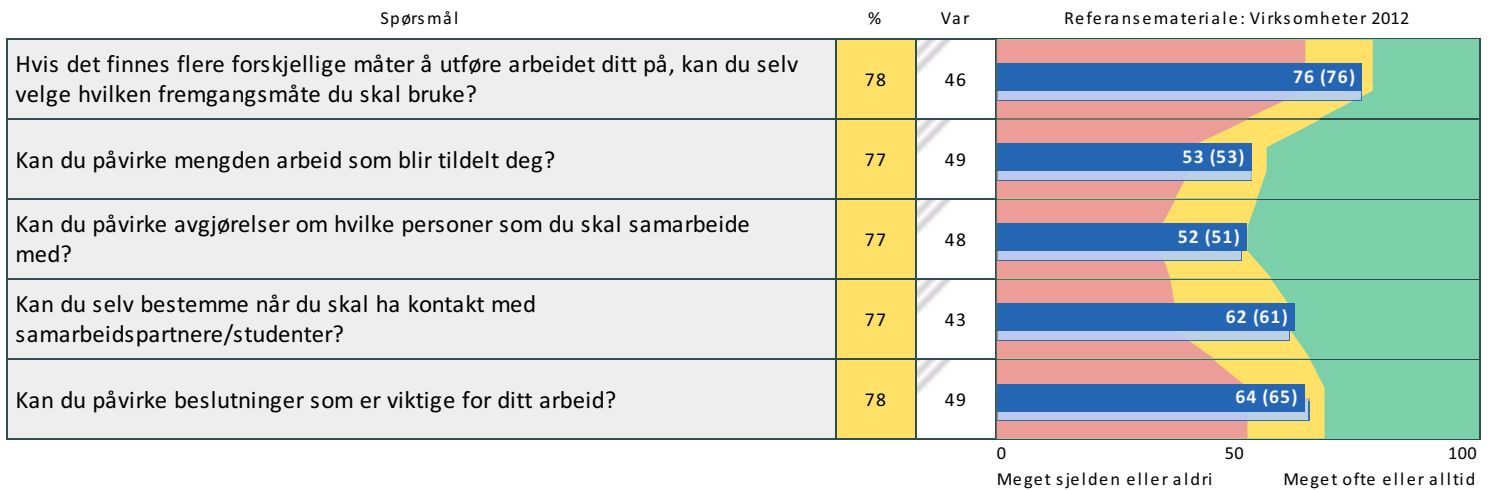 Spørsmål % Var Referansemateriale: Virksomheter 2012
Hvis det finnes flere forskjellige måter å utføre arbeidet ditt på, kan du selv
velge hvilken fremgangsmåte du skal bruke?
78 46 76 (76)
Kan du påvirke mengden arbeid som blir tildelt deg? 77 49 53 (53)
Kan du påvirke avgjørelser om hvilke personer som du skal samarbeide
med?
77 48 52 (51)
Kan du selv bestemme når du skal ha kontakt med
samarbeidspartnere/studenter?
77 43 62 (61)
Kan du påvirke beslutninger som er viktige for ditt arbeid? 78 49 64 (65)
0 50 100
Meget sjelden eller aldri Meget ofte eller alltid